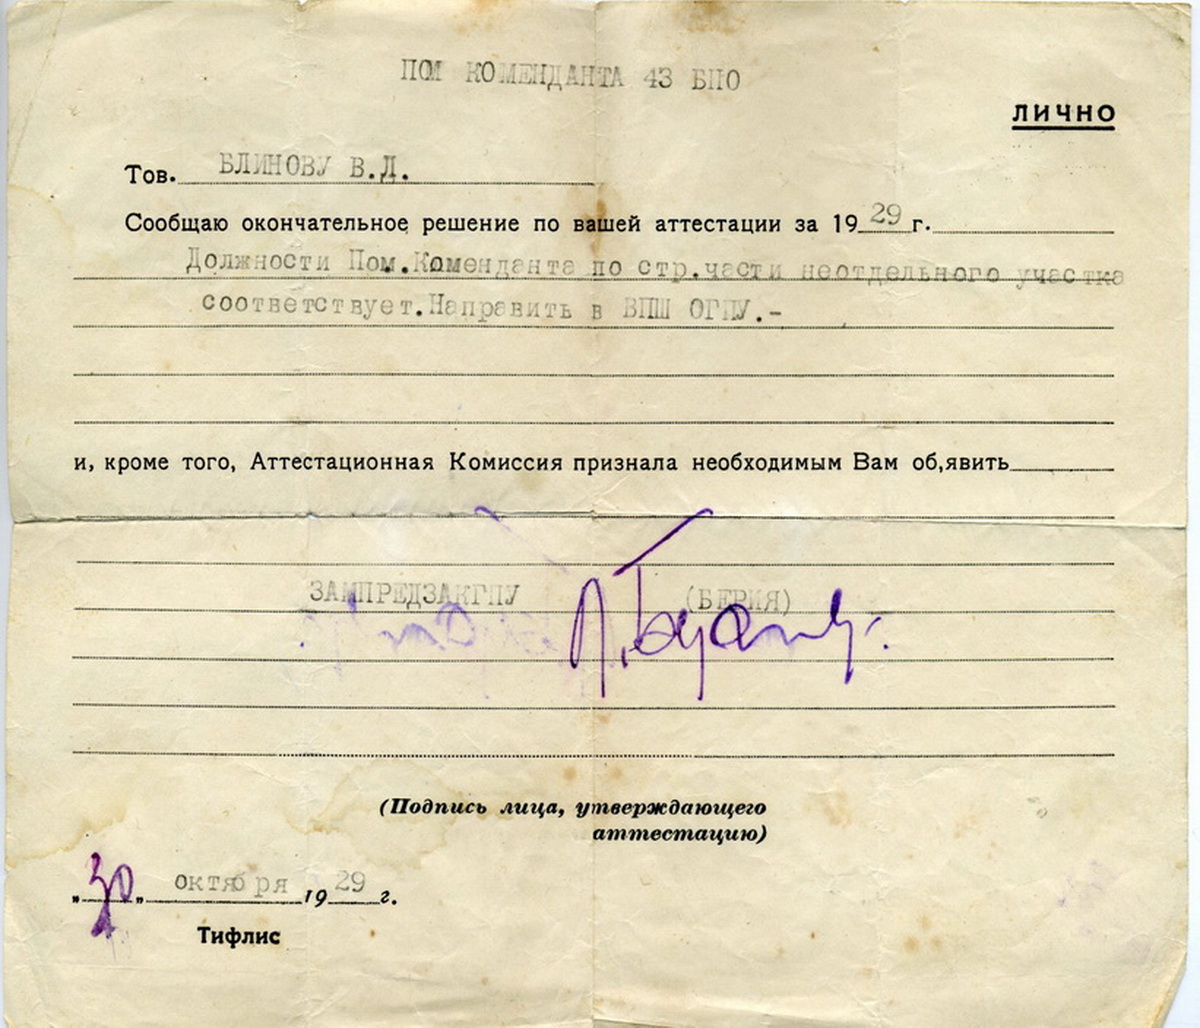 ПОМ КОМЕНДАНТА 43 БПО
ЛИЧНО
Тов. БЛИНОВУ В.Д.
Сообщаю окончательное решение по вашей аттестации за 1929 г.
Должности Пом.Коменданта по стр.части неотдельного участка
соответствует.Направить в ВПШ ОГПУ.-
и, кроме того, Аттестационная Комиссия признала необходимым Вам об,явить
ЗАМПРЕДЗАКГПУ Л.Берия (БЕРИЯ)
(Подпись лица, утверждающего
аттестацию)
„30„ октября 1929 г.
Тифлис